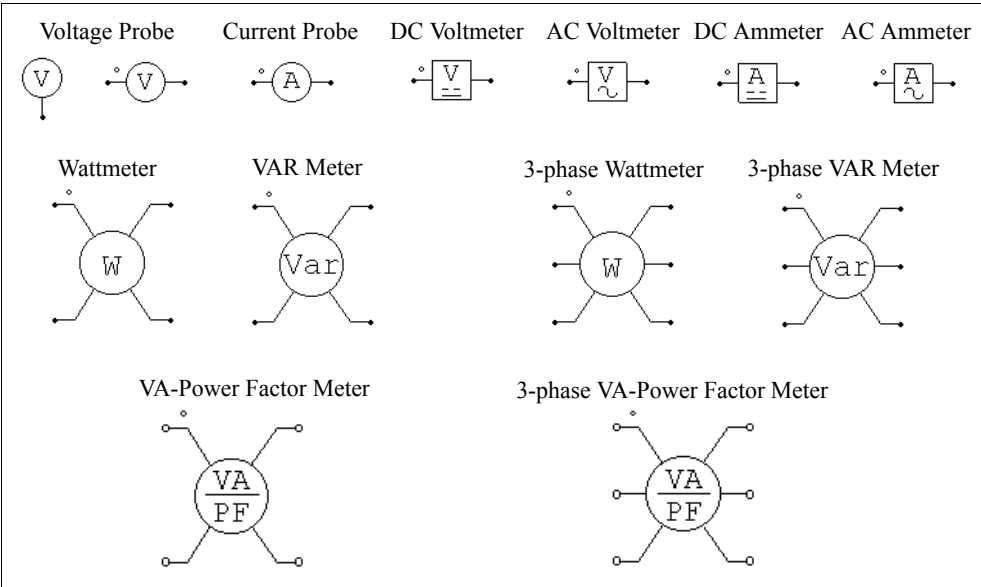 Voltage Probe Current Probe DC Voltmeter AC Voltmeter DC Ammeter AC Ammeter
V V A V A V A
Wattmeter VAR Meter 3-phase Wattmeter 3-phase VAR Meter
W Var W Var
VA-Power Factor Meter 3-phase VA-Power Factor Meter
VA VA
PF PF